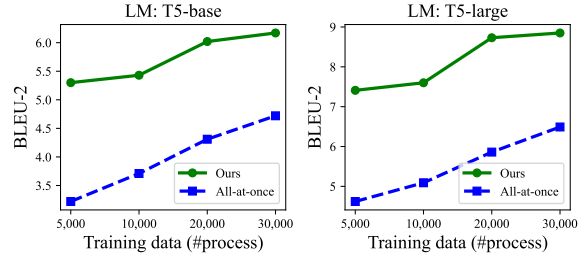 LM: T5-base
BLEU-2
6.0
5.5
5.0
4.5
4.0
3.5
Ours
All-at-once
5,000 10,000 20,000 30,000
Training data (#process)
LM: T5-large
BLEU-2
9
8
7
6
5
Ours
All-at-once
5,000 10,000 20,000 30,000
Training data (#process)